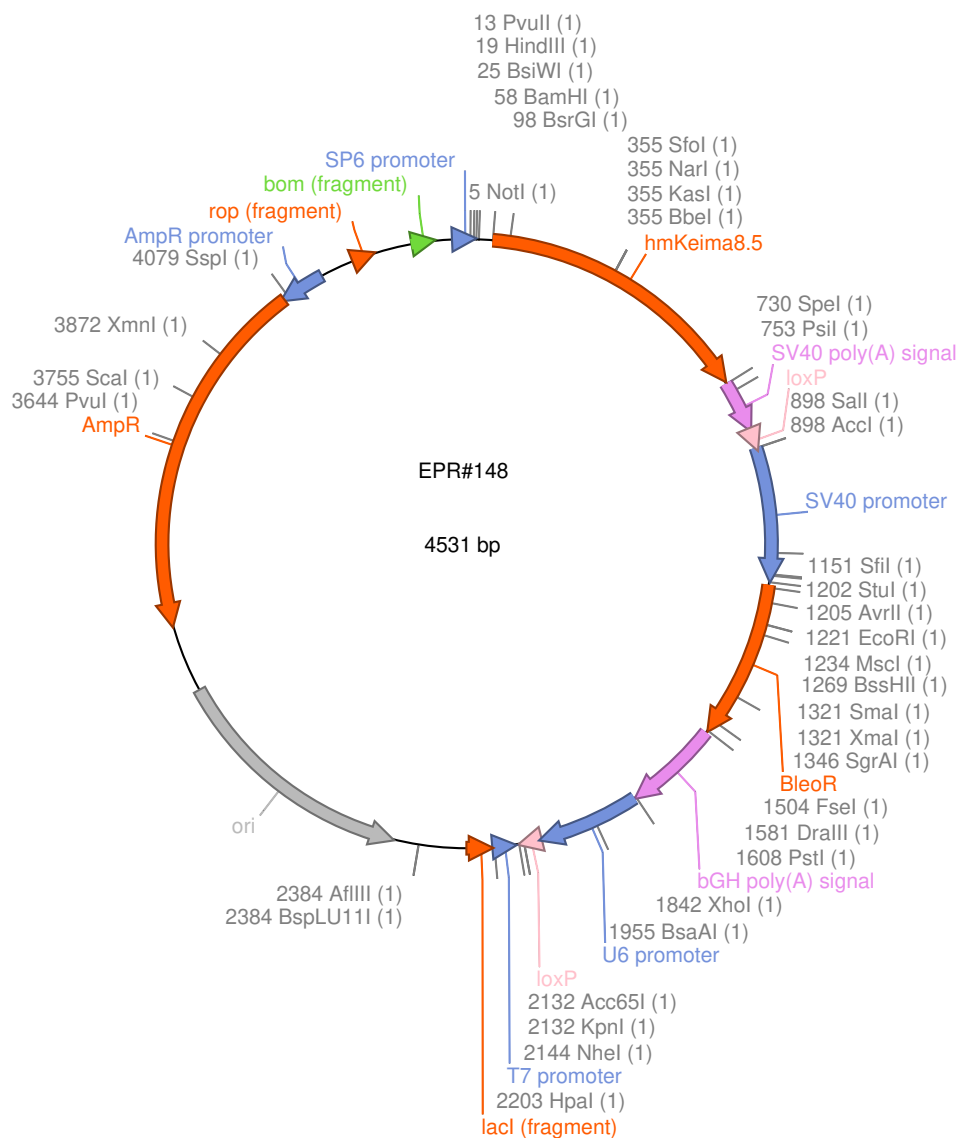 13 PvuII (1)
19 HindIII (1)
25 BsiWI (1)
58 BamHI (1)
98 BsrGI (1)
SP6 promoter
5 NotI (1)
bom (fragment)
rop (fragment)
AmpR promoter
4079 SspI (1)
355 SfoI (1)
355 NarI (1)
355 KasI (1)
355 BbeI (1)
hmKeima8.5
3872 XmnI (1)
730 SpeI (1)
753 PsiI (1)
SV40 poly(A) signal
loxP
3755 ScaI (1)
3644 PvuI (1)
AmpR
898 SalI (1)
898 AccI (1)
EPR#148
4531 bp
SV40 promoter
1151 SfiI (1)
1202 StuI (1)
1205 AvrII (1)
1221 EcoRI (1)
1234 MscI (1)
1269 BssHII (1)
1321 SmaI (1)
1321 XmaI (1)
1346 SgrAI (1)
BleoR
1504 FseI (1)
1581 DraIII (1)
1608 PstI (1)
bGH poly(A) signal
1842 XhoI (1)
1955 BsaAI (1)
U6 promoter
ori
2384 AflIII (1)
2384 BspLU11I (1)
loxP
2132 Acc65I (1)
2132 KpnI (1)
2144 NheI (1)
T7 promoter
2203 HpaI (1)
lacI (fragment)